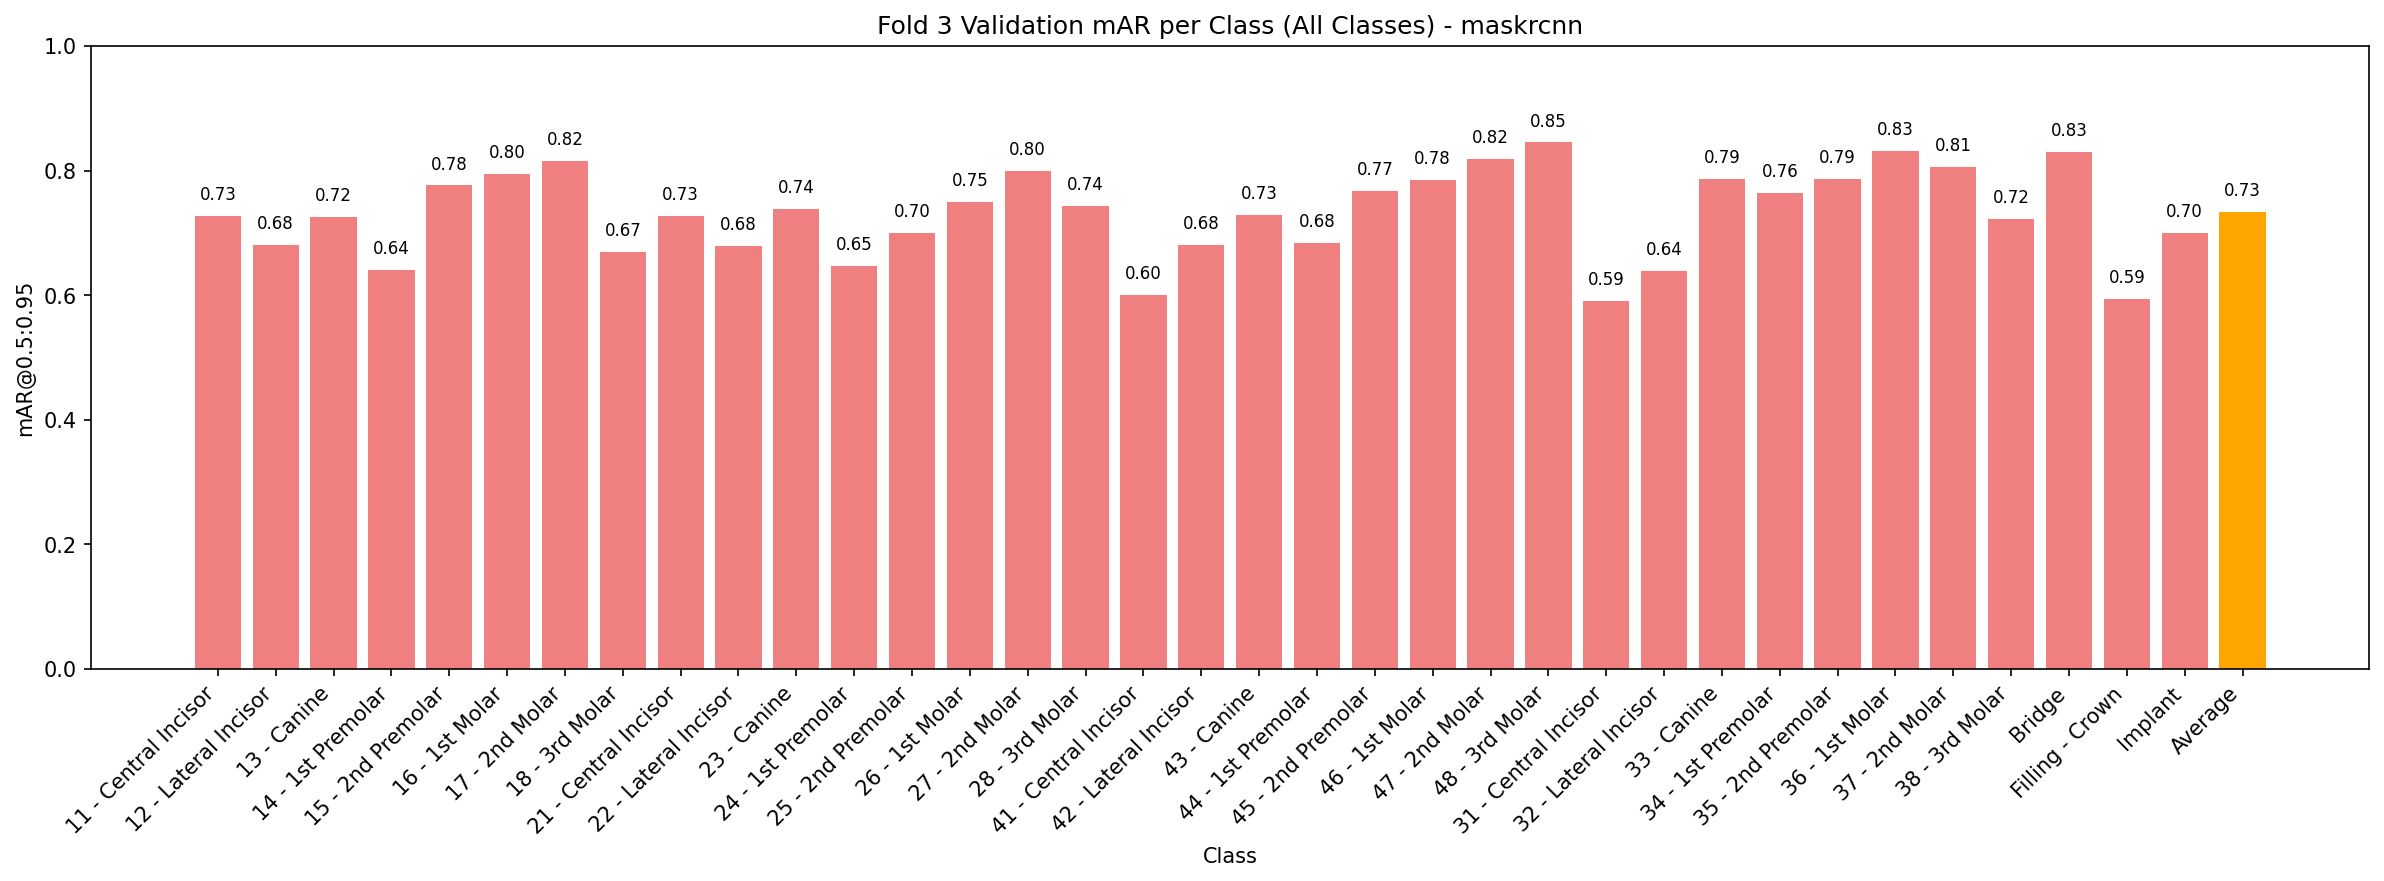 Fold 3 Validation mAR per Class (All Classes) - maskrcnn
mAR@0.5:0.95
1.0
0.8
0.6
0.4
0.2
0.0
0.73
0.68
0.72
0.64
0.78
0.80
0.82
0.67
0.73
0.68
0.74
0.65
0.70
0.75
0.80
0.74
0.60
0.68
0.73
0.68
0.77
0.78
0.82
0.85
0.59
0.64
0.79
0.76
0.79
0.83
0.81
0.72
0.83
0.59
0.70
0.73
11 - Central Incisor
12 - Lateral Incisor
13 - Canine
14 - 1st Premolar
15 - 2nd Premolar
16 - 1st Molar
17 - 2nd Molar
18 - 3rd Molar
21 - Central Incisor
22 - Lateral Incisor
23 - Canine
24 - 1st Premolar
25 - 2nd Premolar
26 - 1st Molar
27 - 2nd Molar
28 - 3rd Molar
41 - Central Incisor
42 - Lateral Incisor
43 - Canine
44 - 1st Premolar
45 - 2nd Premolar
46 - 1st Molar
47 - 2nd Molar
48 - 3rd Molar
31 - Central Incisor
32 - Lateral Incisor
33 - Canine
34 - 1st Premolar
35 - 2nd Premolar
36 - 1st Molar
37 - 2nd Molar
38 - 3rd Molar
Bridge
Filling - Crown
Implant
Average
Class